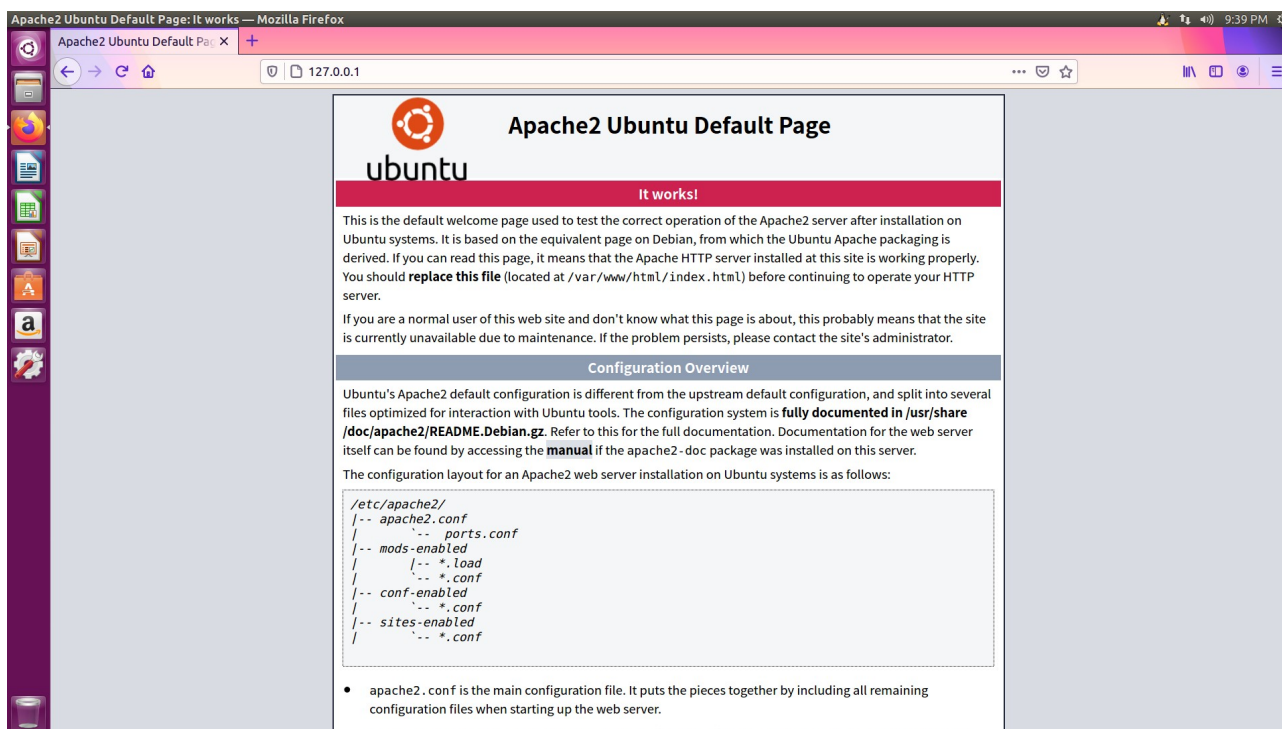 Apache2 Ubuntu Default Page: It works — Mozilla Firefox
9:39 PM
Apache2 Ubuntu Default Pag
127.0.0.1
ubuntu
Apache2 Ubuntu Default Page
It works!
This is the default welcome page used to test the correct operation of the Apache2 server after installation on
Ubuntu systems. It is based on the equivalent page on Debian, from which the Ubuntu Apache packaging is
derived. If you can read this page, it means that the Apache HTTP server installed at this site is working properly.
You should replace this file (located at /var/www/html/index.html) before continuing to operate your HTTP
server.
If you are a normal user of this web site and don't know what this page is about, this probably means that the site
is currently unavailable due to maintenance. If the problem persists, please contact the site's administrator.
Configuration Overview
Ubuntu's Apache2 default configuration is different from the upstream default configuration, and split into several
files optimized for interaction with Ubuntu tools. The configuration system is fully documented in /usr/share
/doc/apache2/README.Debian.gz. Refer to this for the full documentation. Documentation for the web server
itself can be found by accessing the manual if the apache2-doc package was installed on this server.
The configuration layout for an Apache2 web server installation on Ubuntu systems is as follows:
/etc/apache2/
|-- apache2.conf
|       `--  ports.conf
|-- mods-enabled
|       |-- *.load
|       `-- *.conf
|-- conf-enabled
|       `-- *.conf
|-- sites-enabled
|       `-- *.conf
• apache2.conf is the main configuration file. It puts the pieces together by including all remaining
configuration files when starting up the web server.